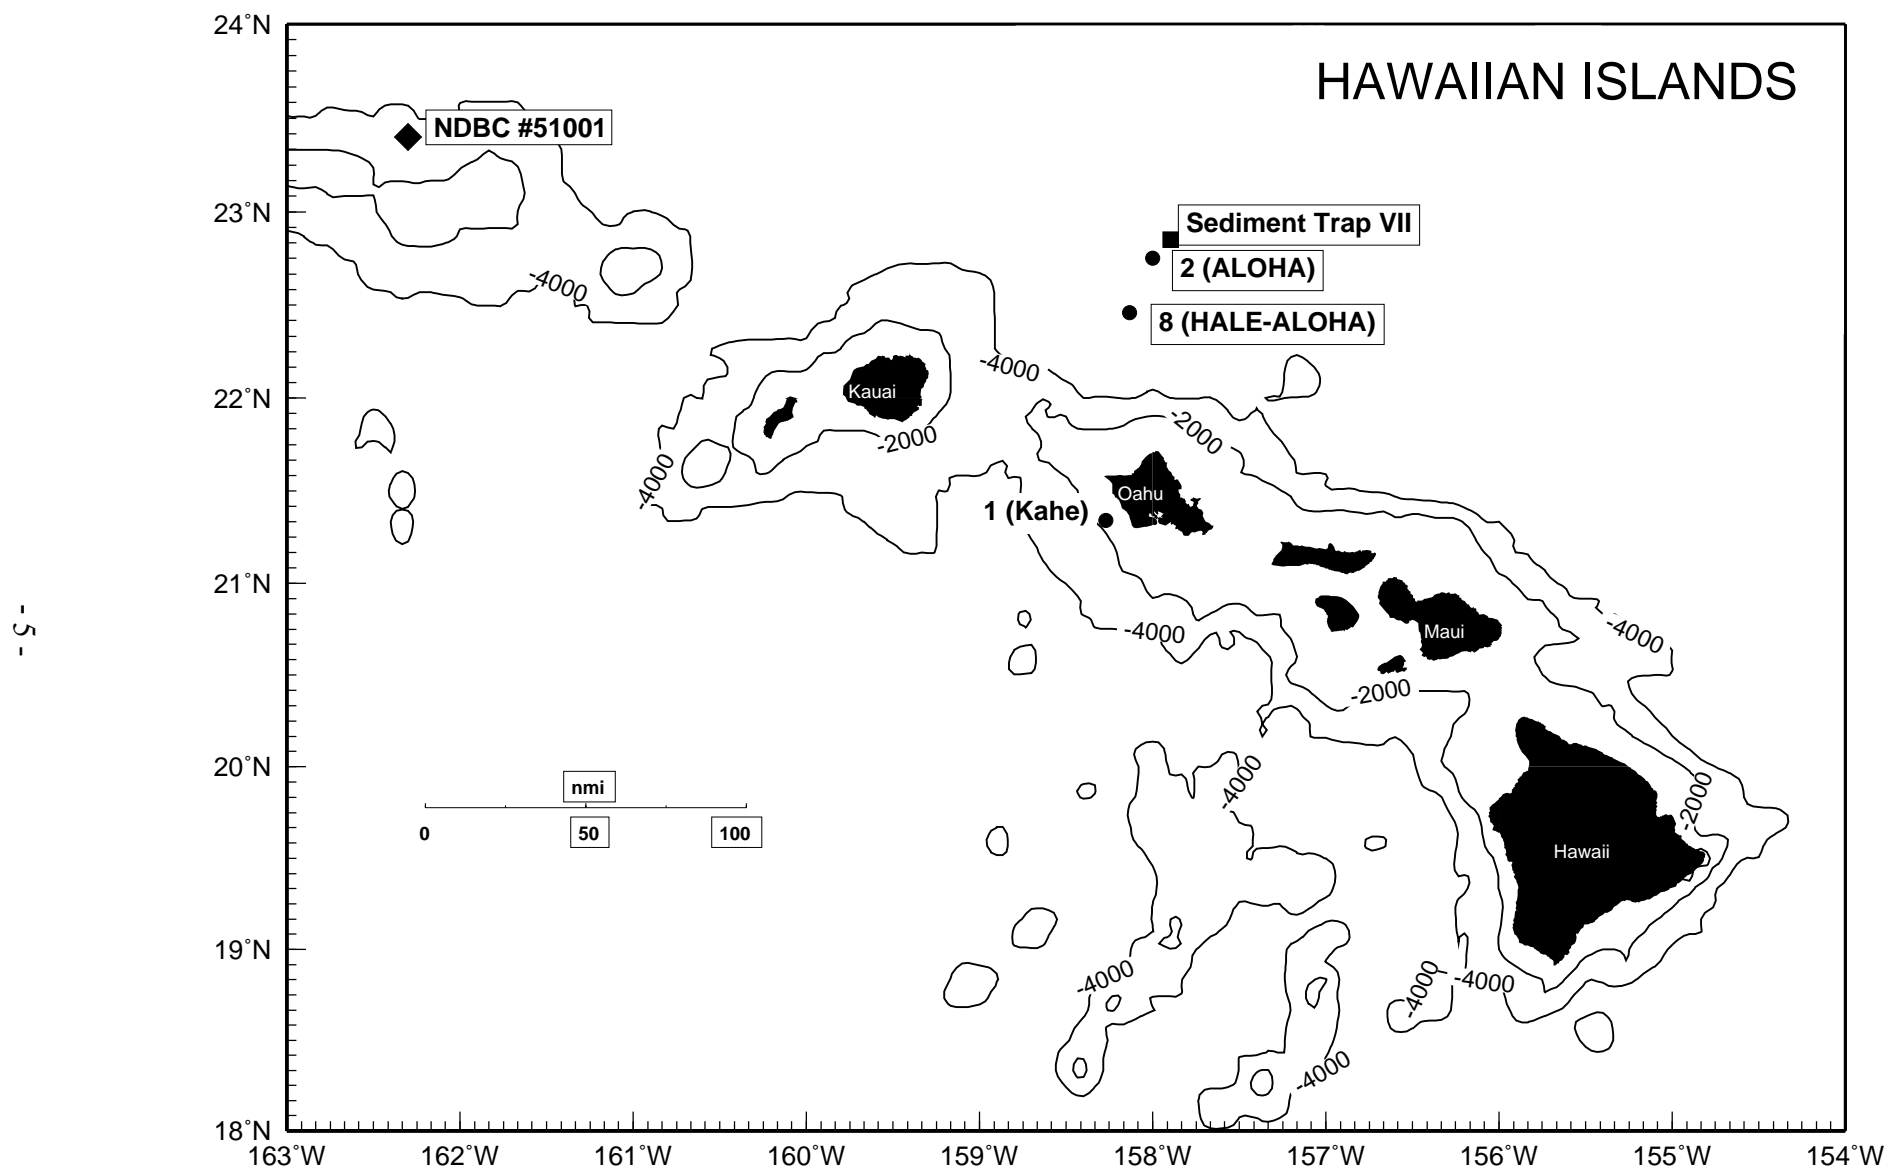 HAWAIIAN ISLANDS
24°N
23°N
22°N
21°N
20°N
19°N
18°N
163°W
162°W
161°W
160°W
159°W
158°W
157°W
156°W
155°W
154°W
NDBC #51001
Sediment Trap VII
2 (ALOHA)
8 (HALE-ALOHA)
1 (Kahe)
-4000
-4000
-2000
-4000
-2000
Kauai
Oahu
Maui
Hawaii
-4000
-4000
-2000
-4000
-2000
-4000
-4000
-4000
-4000
-4000
nmi
0
50
100
- 5 -